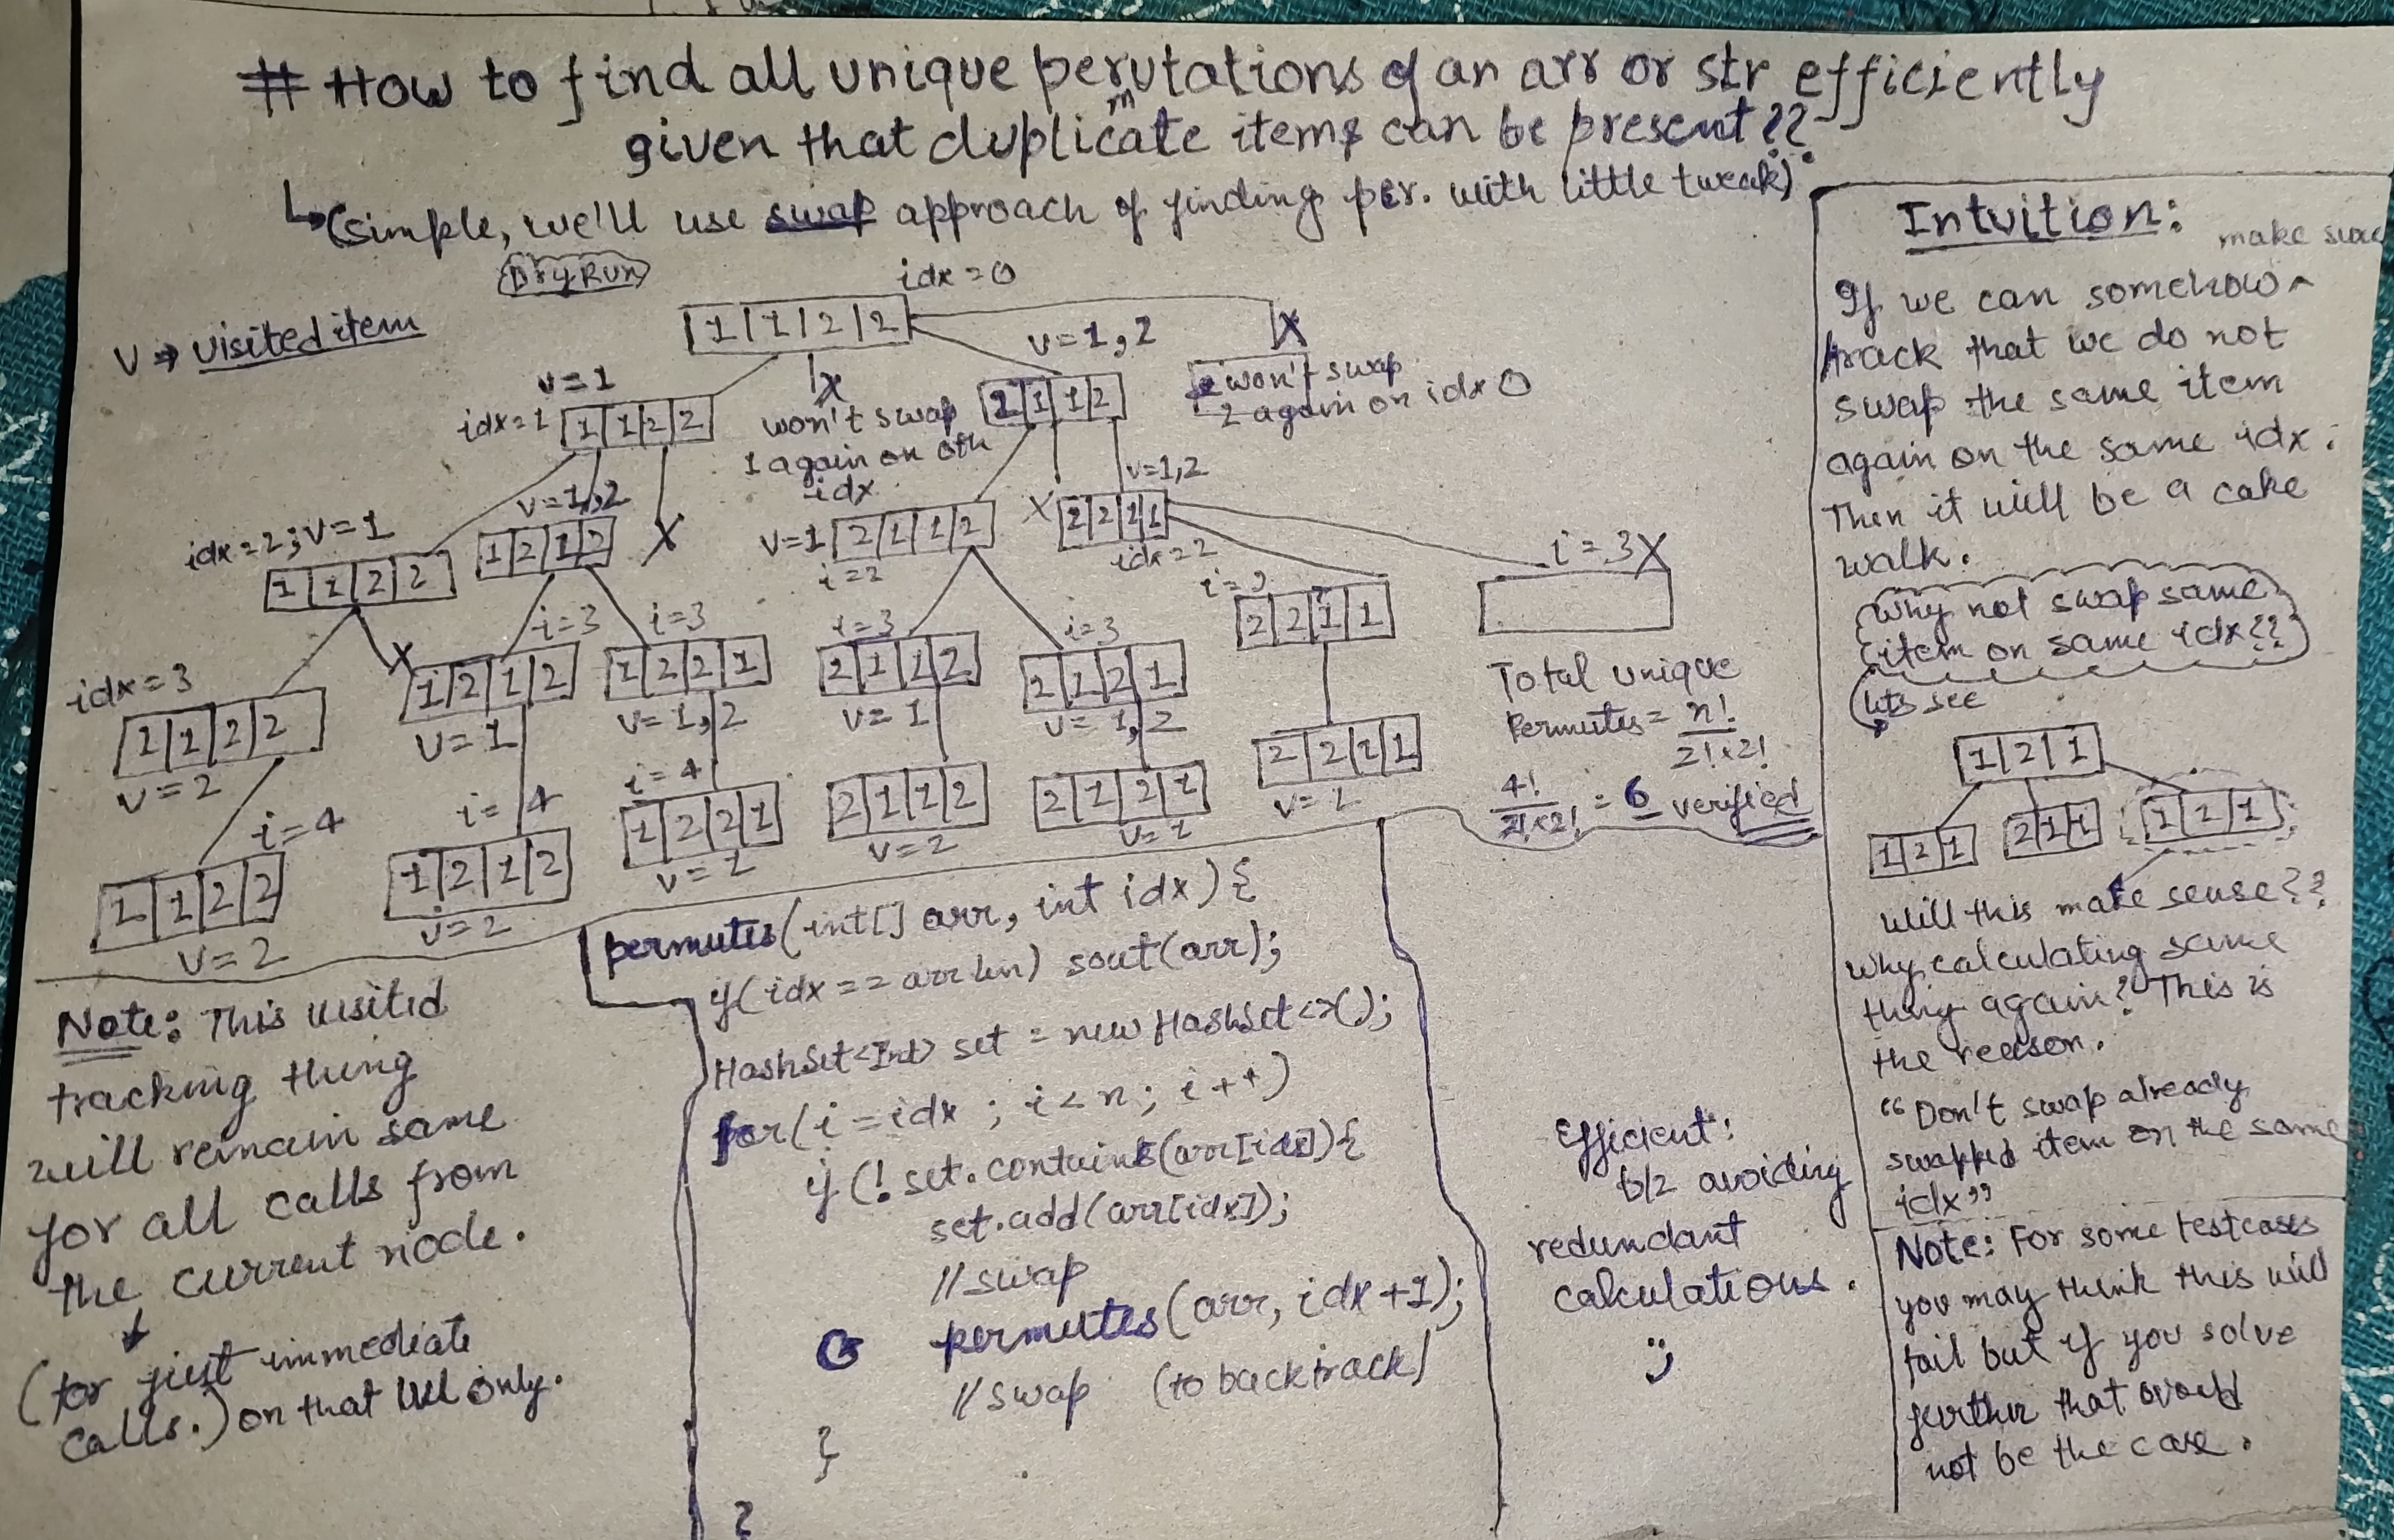 # How to find all unique perutations of an arr or str efficiently
m
given that duplicate items can be present??
(simple, we'll use swap approach of finding per. with little tweak)
Dry Run
V => visited item
idx=0
1|1|2|2
v=1,2
X
X
won't swap
1 again on 0th
idx
won't swap
2 again on idx 0
v=1
idx=1
1|1|2|2
2|1|1|2
v=1,2
v=1,2
idx=2; v=1
1|1|2|2
1|2|1|2
X
v=1
2|1|1|2
i=2
X
2|2|1|1
idx=2
i=3
X
X
i=3
i=3
i=3
i=3
2|2|1|1
idx=3
1|1|2|2
v=2
1|2|1|2
v=1
1|2|2|1
v=1,2
2|1|1|2
v=1
2|1|2|1
v=1,2
2|2|1|1
v=1
i=4
1|1|2|2
v=2
i=4
1|2|1|2
v=2
i=4
1|2|2|1
v=1
2|1|1|2
v=2
2|1|2|1
v=1
Total unique
Permutes = n!
2!×2!
4!
2!×2!
= 6 verified
Note: This visited
tracking thing
will remain same
for all calls from
the current node.
(for just immediate
calls.) on that lvl only.
permutes(int[] arr, int idx) {
if(idx == arr len) sout(arr);
HashSet<Int> set = new HashSet<>();
for(i = idx ; i < n; i++)
if (! set.contains(arr[idx]){
set.add(arr[idx]);
//swap
permutes(arr, idx+1);
//swap (to backtrack)
}
}
Efficient:
b/z avoiding
redundant
calculations.
:)
Intuition:
make sure
If we can somehow ^
track that we do not
swap the same item
again on the same idx.
Then it will be a cake
walk.
why not swap same
item on same idx??
lets see
1|2|1
1|2|1
2|1|1
1|2|1
Will this make sense??
Why calculating same
thing again? This is
the reason.
"Don't swap already
swapped item on the same
idx"
Note: For some testcases
you may think this will
fail but if you solve
further that would
not be the case.